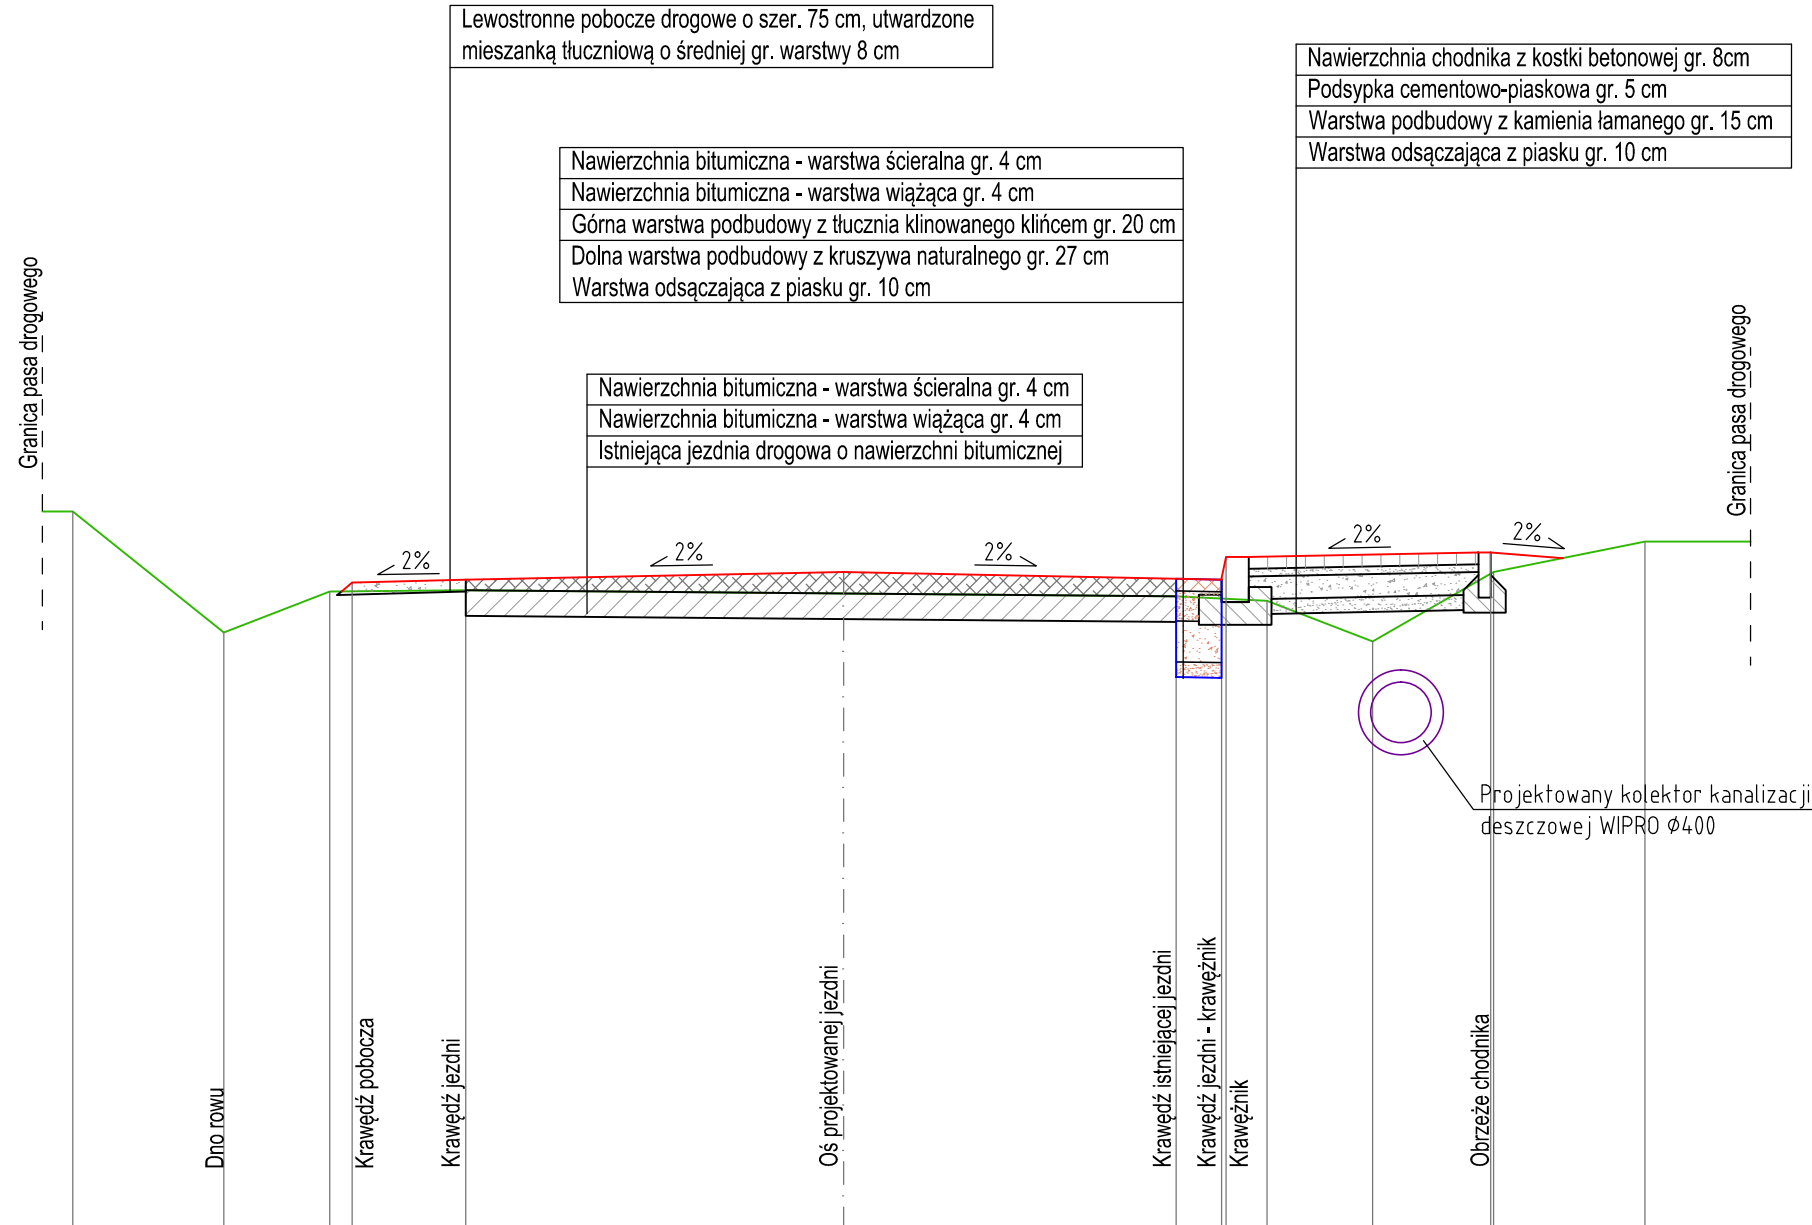 Lewostronne pobocze drogowe o szer. 75 cm, utwardzone
mieszanką tłuczniową o średniej gr. warstwy 8 cm
Nawierzchnia chodnika z kostki betonowej gr. 8cm
Podsypka cementowo-piaskowa gr. 5 cm
Warstwa podbudowy z kamienia łamanego gr. 15 cm
Warstwa odsączająca z piasku gr. 10 cm
Nawierzchnia bitumiczna - warstwa ścieralna gr. 4 cm
Nawierzchnia bitumiczna - warstwa wiążąca gr. 4 cm
Górna warstwa podbudowy z tłucznia klinowanego klińcem gr. 20 cm
Dolna warstwa podbudowy z kruszywa naturalnego gr. 27 cm
Warstwa odsączająca z piasku gr. 10 cm
Nawierzchnia bitumiczna - warstwa ścieralna gr. 4 cm
Nawierzchnia bitumiczna - warstwa wiążąca gr. 4 cm
Istniejąca jezdnia drogowa o nawierzchni bitumicznej
Granica pasa drogowego
Granica pasa drogowego
2%
2%
2%
2%
2%
Projektowany kolektor kanalizacji
deszczowej WIPRO Ø400
Dno rowu
Krawędź pobocza
Krawędź jezdni
Oś projektowanej jezdni
Krawędź istniejącej jezdni
Krawędź jezdni - krawężnik
Krawężnik
Obrzeże chodnika